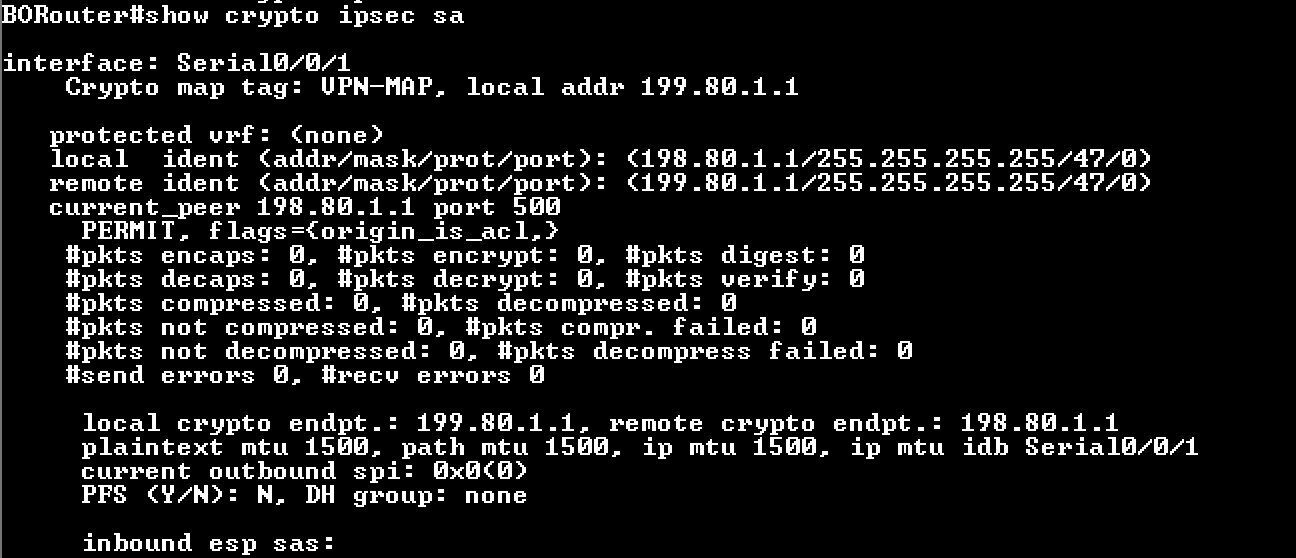 BORouter#show crypto ipsec sa
interface: Serial0/0/1
Crypto map tag: VPN-MAP, local addr 199.80.1.1
protected vrf: (none)
local  ident (addr/mask/prot/port): (198.80.1.1/255.255.255.255/47/0)
remote ident (addr/mask/prot/port): (199.80.1.1/255.255.255.255/47/0)
current_peer 198.80.1.1 port 500
PERMIT, flags={origin_is_acl,}
#pkts encaps: 0, #pkts encrypt: 0, #pkts digest: 0
#pkts decaps: 0, #pkts decrypt: 0, #pkts verify: 0
#pkts compressed: 0, #pkts decompressed: 0
#pkts not compressed: 0, #pkts compr. failed: 0
#pkts not decompressed: 0, #pkts decompress failed: 0
#send errors 0, #recv errors 0
local crypto endpt.: 199.80.1.1, remote crypto endpt.: 198.80.1.1
plaintext mtu 1500, path mtu 1500, ip mtu 1500, ip mtu idb Serial0/0/1
current outbound spi: 0x0(0)
PFS (Y/N): N, DH group: none
inbound esp sas: